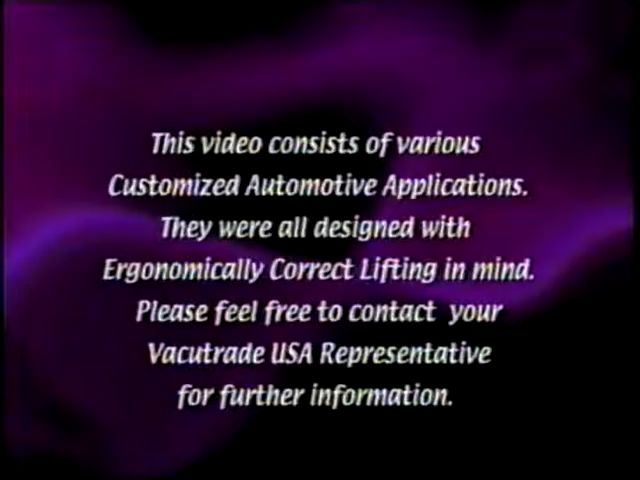 This video consists of various
Customized Automotive Applications.
They were all designed with
Ergonomically Correct Lifting in mind.
Please feel free to contact your
Vacutrade USA Representative
for further information.